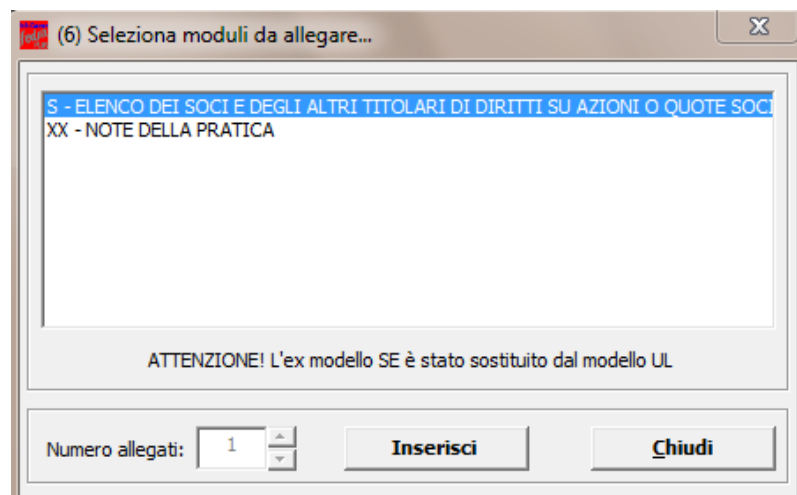 (6) Seleziona moduli da allegare...
S - ELENCO DEI SOCI E DEGLI ALTRI TITOLARI DI DIRITTI SU AZIONI O QUOTE SOCI
XX - NOTE DELLA PRATICA
ATTENZIONE! L'ex modello SE è stato sostituito dal modello UL
Numero allegati: 1 Inserisci Chiudi